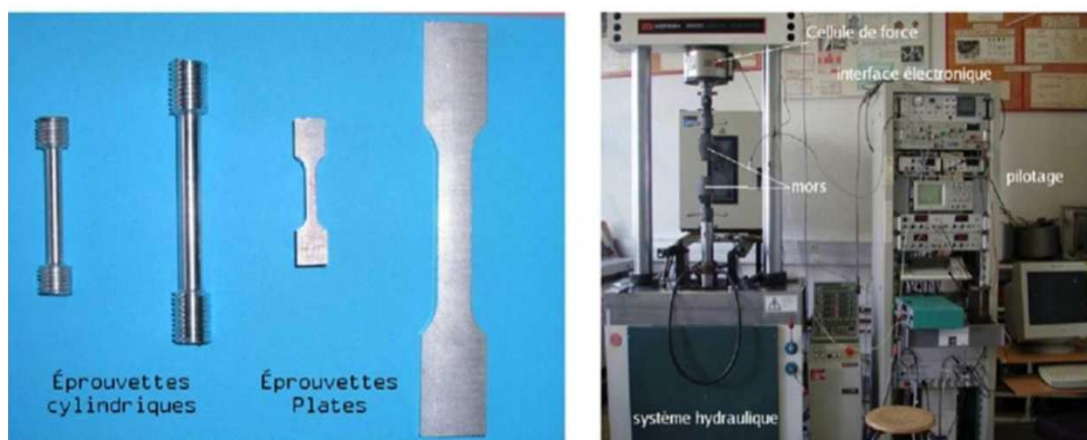 Éprouvettes
cylindriques
Éprouvettes
Plates
Cellule de force
interface électronique
mors
pilotage
système hydraulique